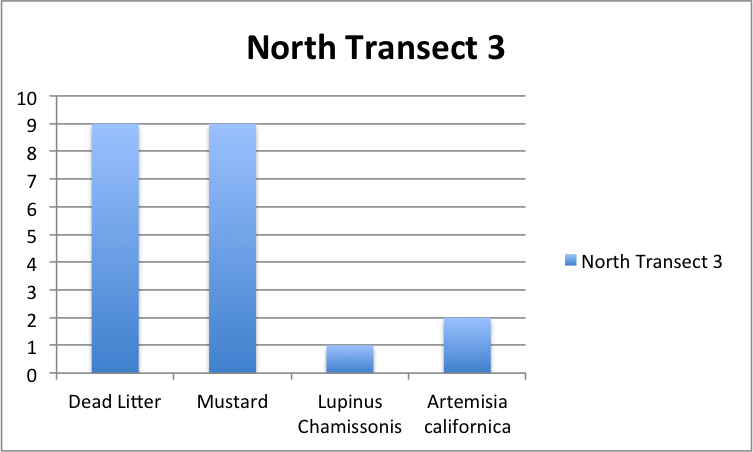 North Transect 3
10
9
8
7
6
5
4
3
2
1
0
Dead Litter
Mustard
Lupinus
Chamissonis
Artemisia
californica
North Transect 3